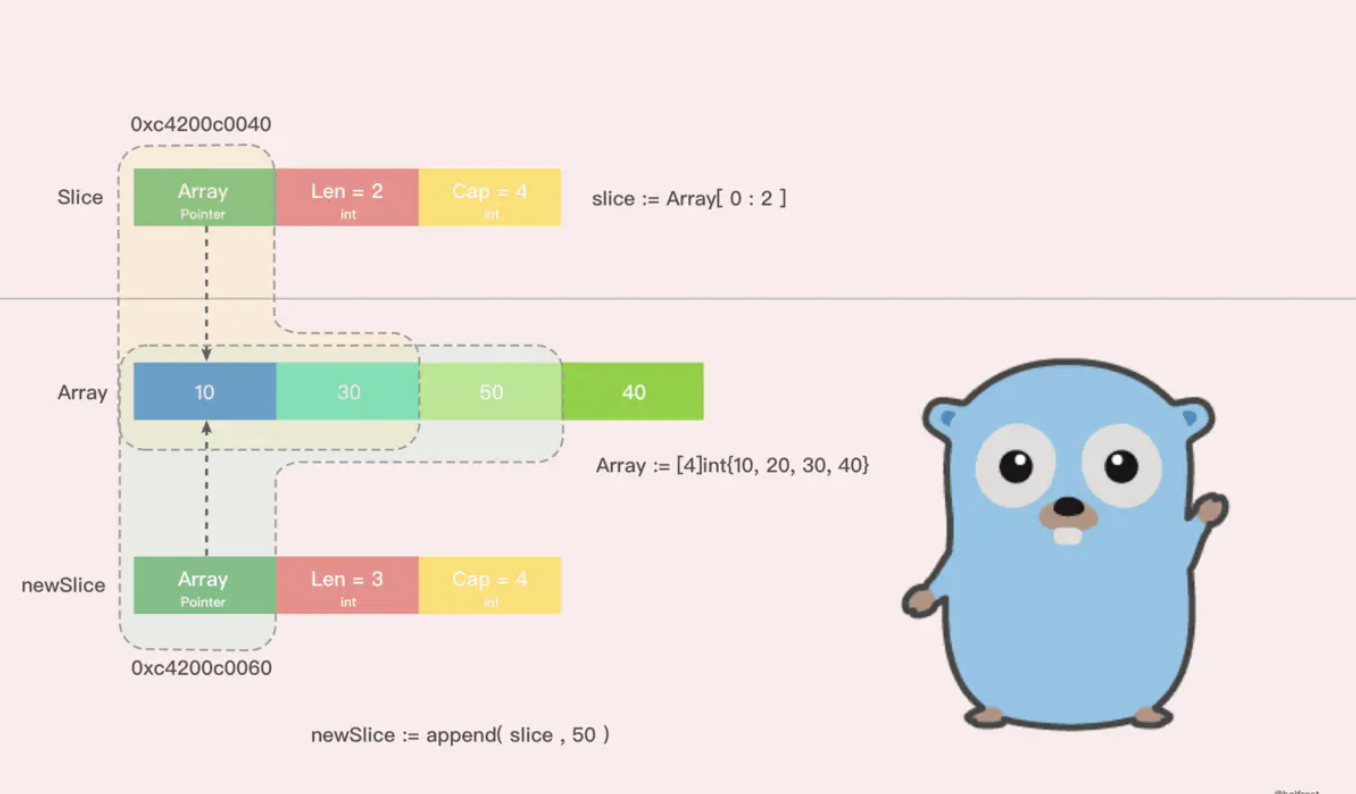 0xc4200c0040
Slice
Array
Pointer
Len = 2
int
Cap = 4
int
slice := Array[ 0 : 2 ]
Array
10
30
50
40
Array := [4]int{10, 20, 30, 40}
newSlice
Array
Pointer
Len = 3
int
Cap = 4
int
0xc4200c0060
newSlice := append( slice , 50 )